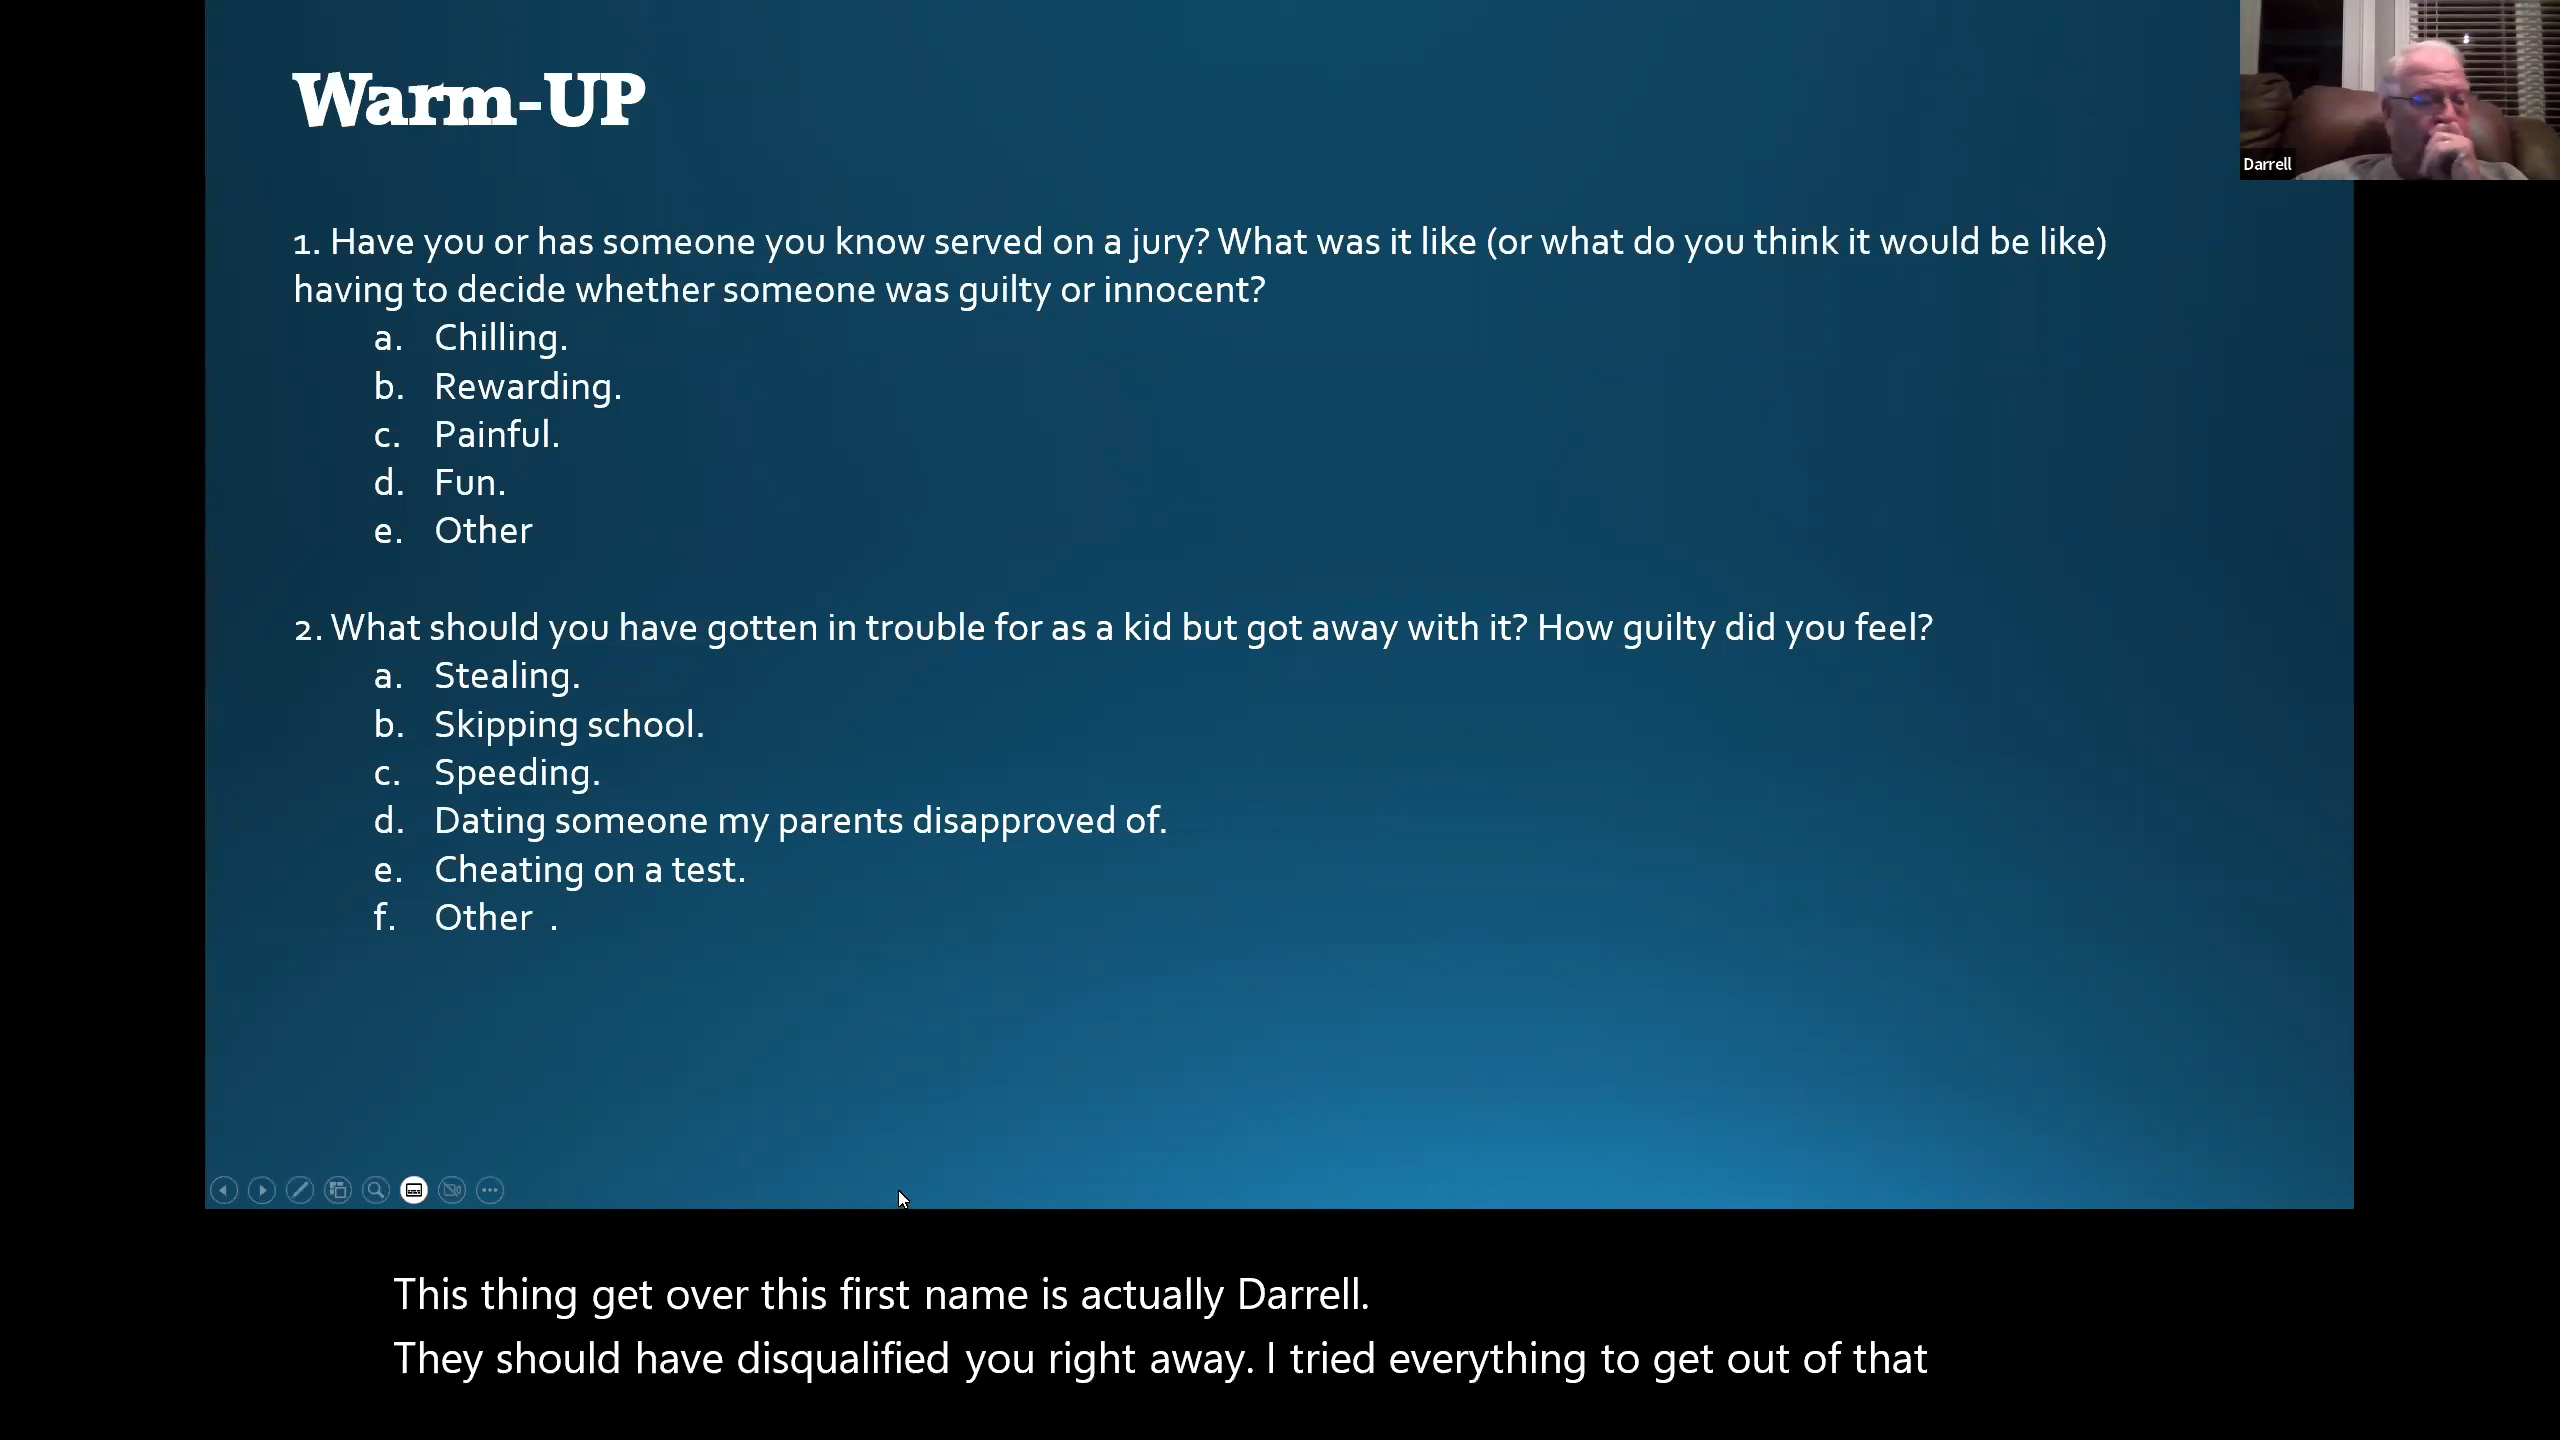 Warm-UP
Darrell
1. Have you or has someone you know served on a jury? What was it like (or what do you think it would be like)
having to decide whether someone was guilty or innocent?
a. Chilling.
b. Rewarding.
c. Painful.
d. Fun.
e. Other
2. What should you have gotten in trouble for as a kid but got away with it? How guilty did you feel?
a. Stealing.
b. Skipping school.
c. Speeding.
d. Dating someone my parents disapproved of.
e. Cheating on a test.
f. Other .
This thing get over this first name is actually Darrell.
They should have disqualified you right away. I tried everything to get out of that